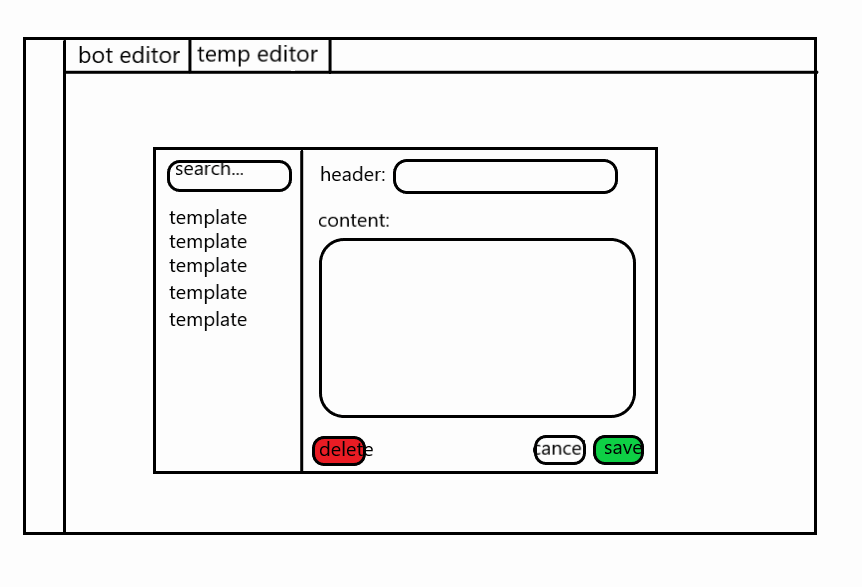 bot editor temp editor
search...
template
template
template
template
template
header:
content:
delete cancel save